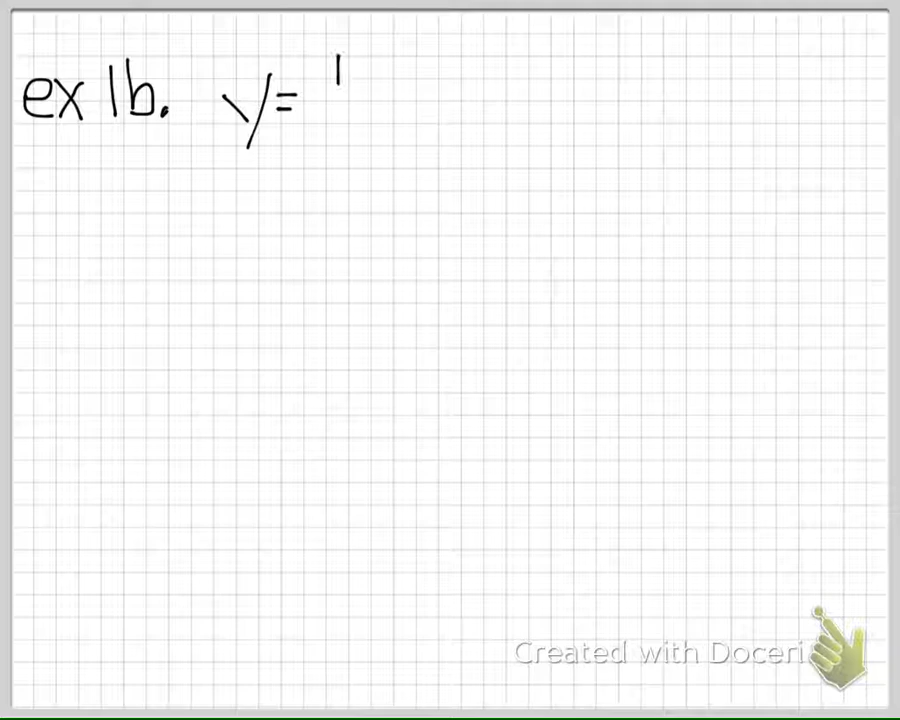 ex 1b. y = 1
Created with Doceri